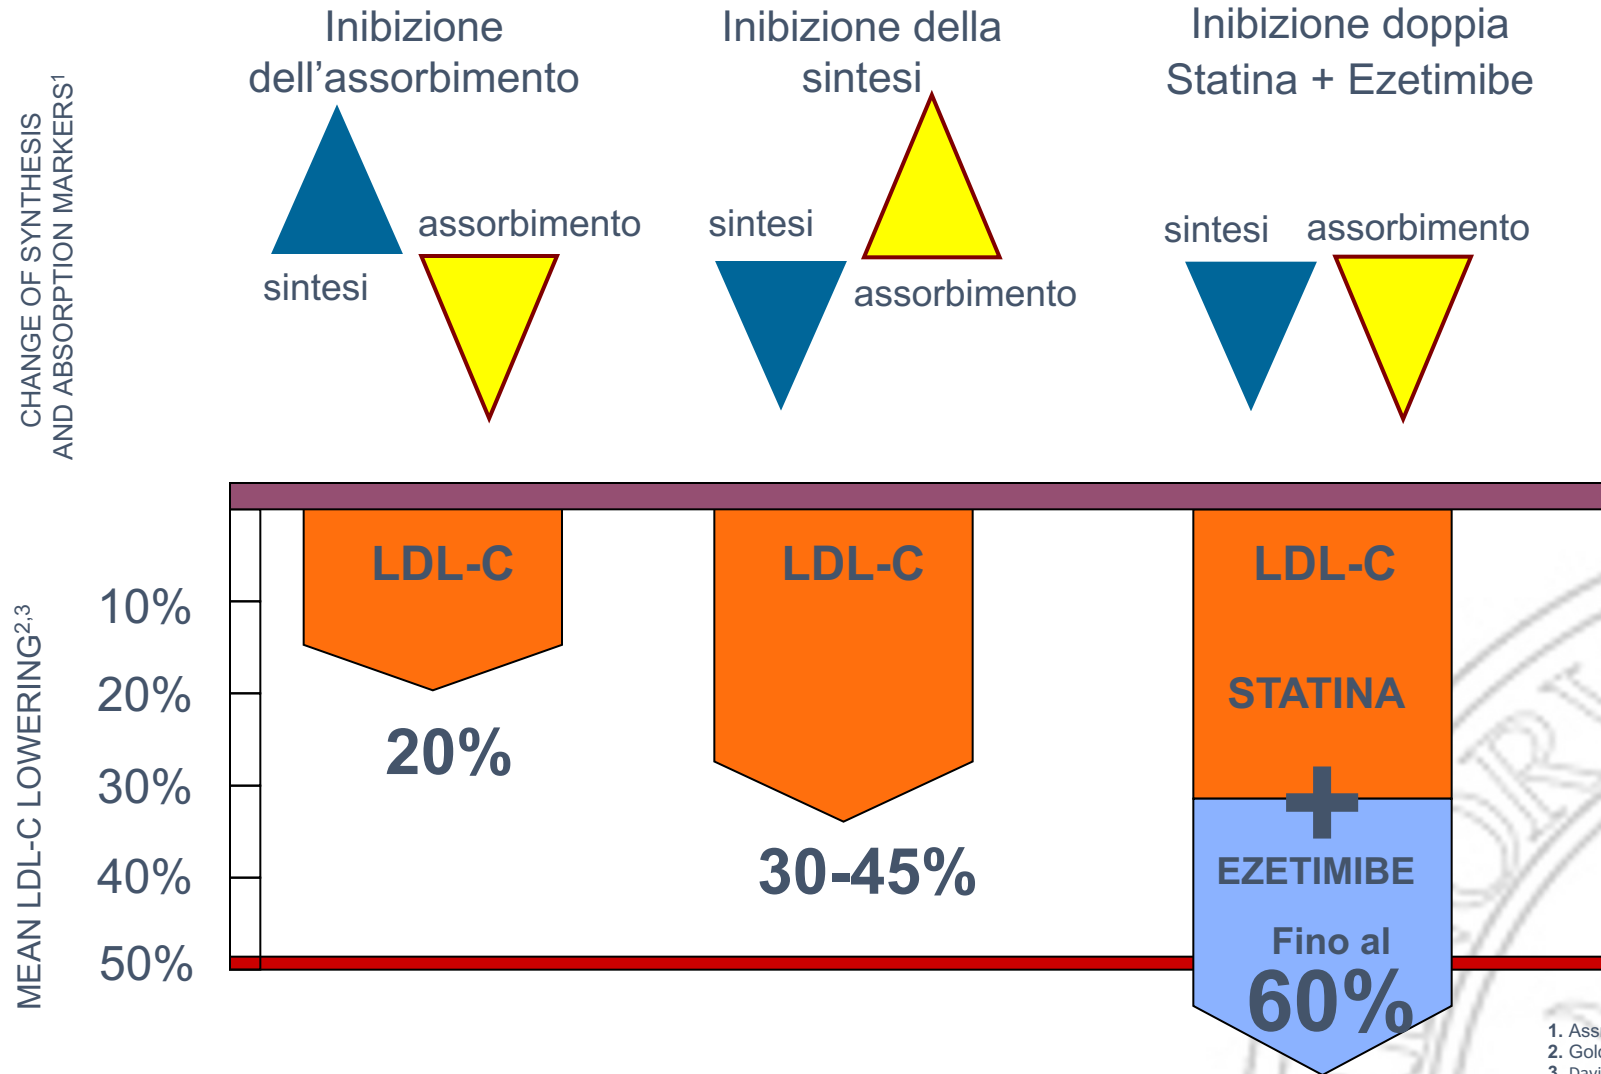 Inibizione
dell’assorbimento
Inibizione della
sintesi
Inibizione doppia
Statina + Ezetimibe
CHANGE OF SYNTHESIS
AND ABSORPTION MARKERS¹
sintesi
assorbimento
sintesi
assorbimento
sintesi
assorbimento
MEAN LDL-C LOWERING²,³
10%
20%
30%
40%
50%
LDL-C
20%
LDL-C
30-45%
LDL-C
STATINA
+
EZETIMIBE
Fino al
60%
1.
2.
3.